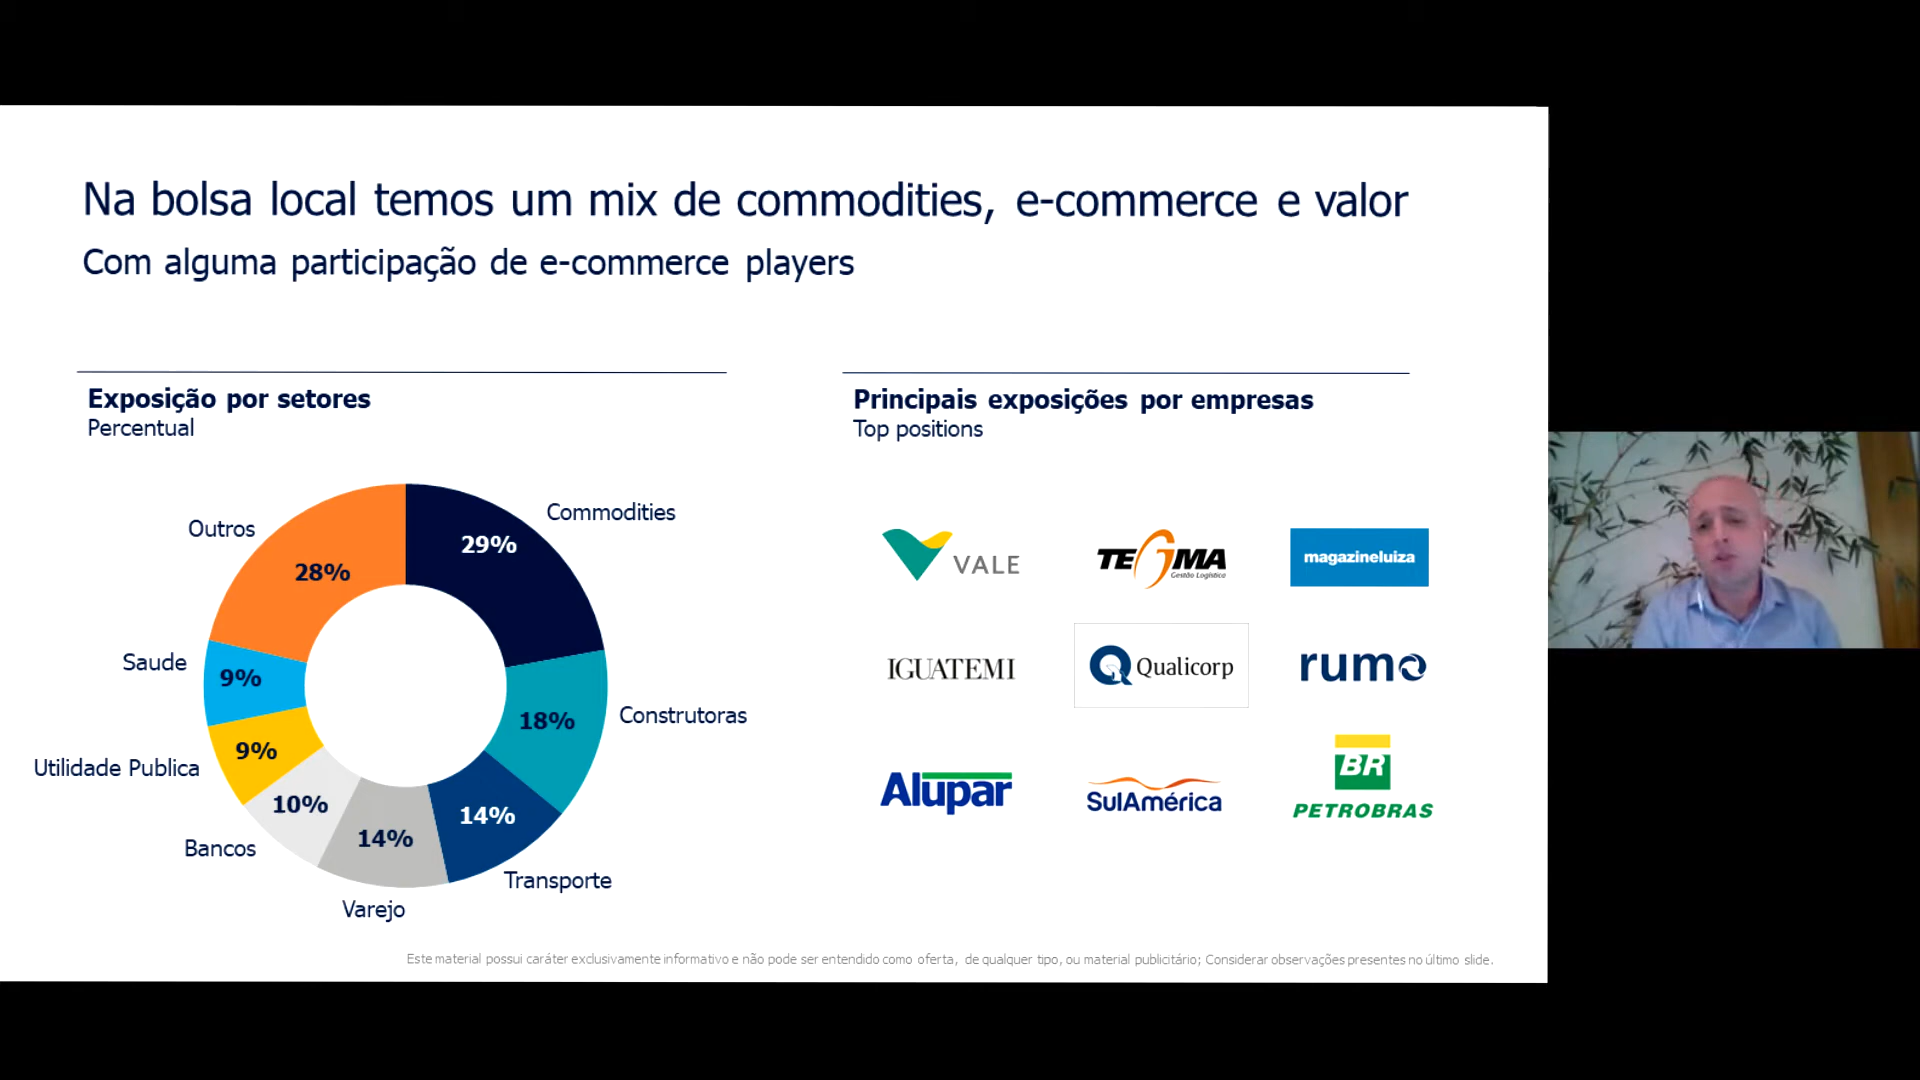 Na bolsa local temos um mix de commodities, e-commerce e valor
Com alguma participação de e-commerce players
Exposição por setores
Percentual
Commodities
29%
Construtoras
18%
Transporte
14%
Varejo
14%
Bancos
10%
Utilidade Publica
9%
Saude
9%
Outros
28%
Principais exposições por empresas
Top positions
VALE
TEGMA
Gestão Logística
magazineluiza
IGUATEMI
Qualicorp
rumo
Alupar
SulAmérica
BR
PETROBRAS
Este material possui caráter exclusivamente informativo e não pode ser entendido como oferta, de qualquer tipo, ou material publicitário; Considerar observações presentes no último slide.